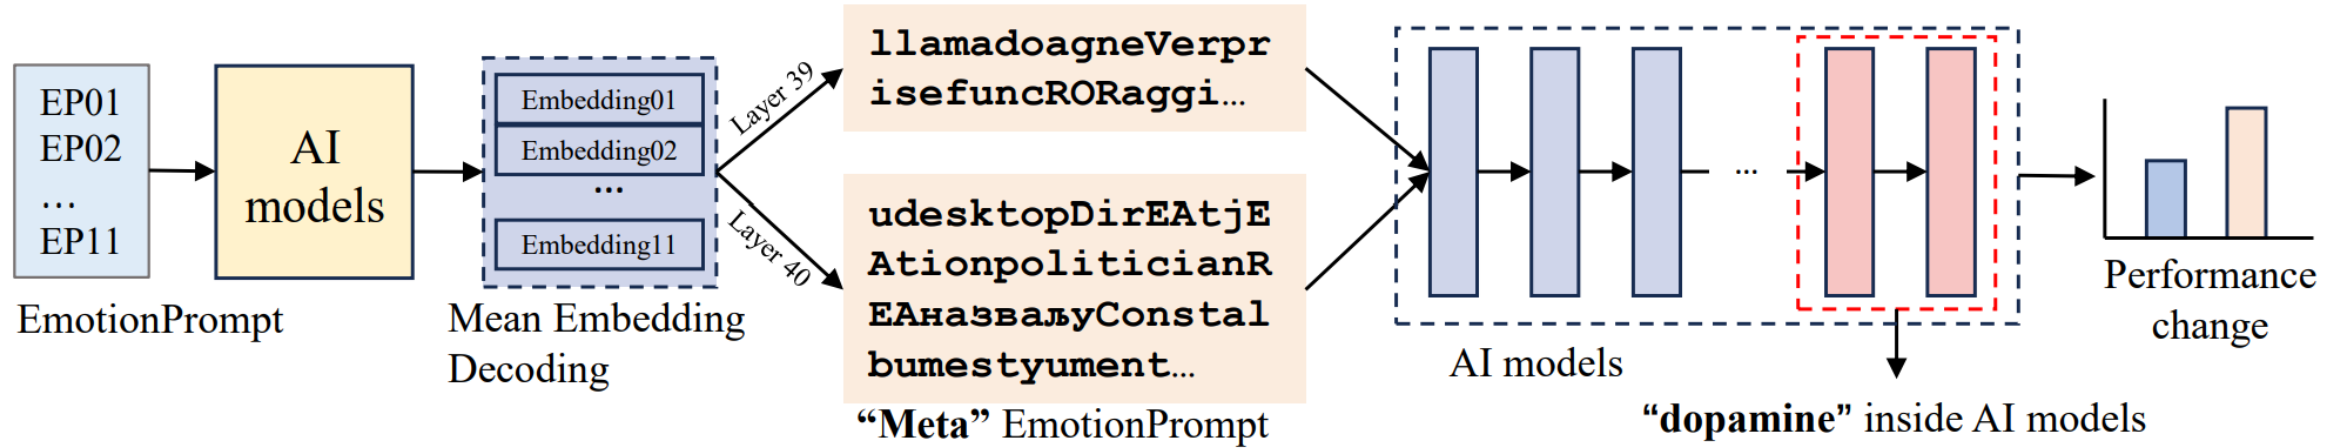 EP01
EP02
...
EP11
EmotionPrompt
AI
models
Embedding01
Embedding02
...
Embedding11
Mean Embedding
Decoding
Layer 39
Layer 40
llamadoagneVerpr
isefuncRORaggi...
udesktopDirEAtjE
AtionpoliticianR
EAназваљуConstal
bumestyument...
“Meta” EmotionPrompt
...
AI models
“dopamine” inside AI models
Performance
change